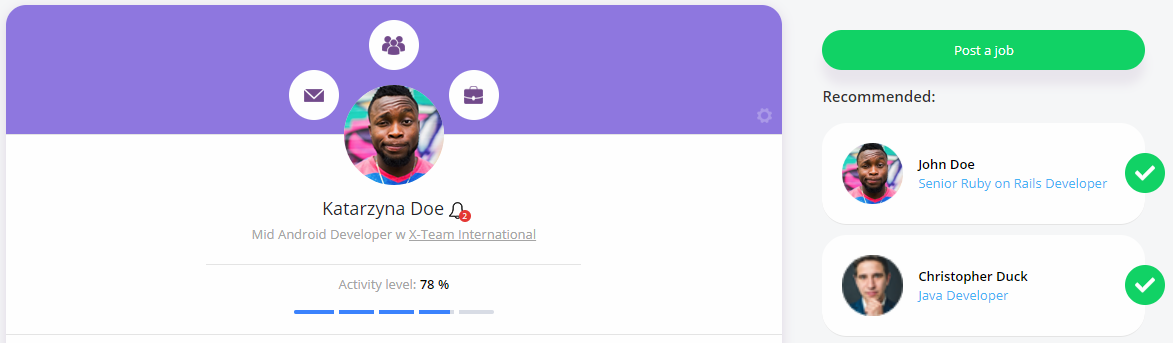 Katarzyna Doe 2
Mid Android Developer w X-Team International
Activity level: 78 %
Post a job
Recommended:
John Doe
Senior Ruby on Rails Developer
Christopher Duck
Java Developer